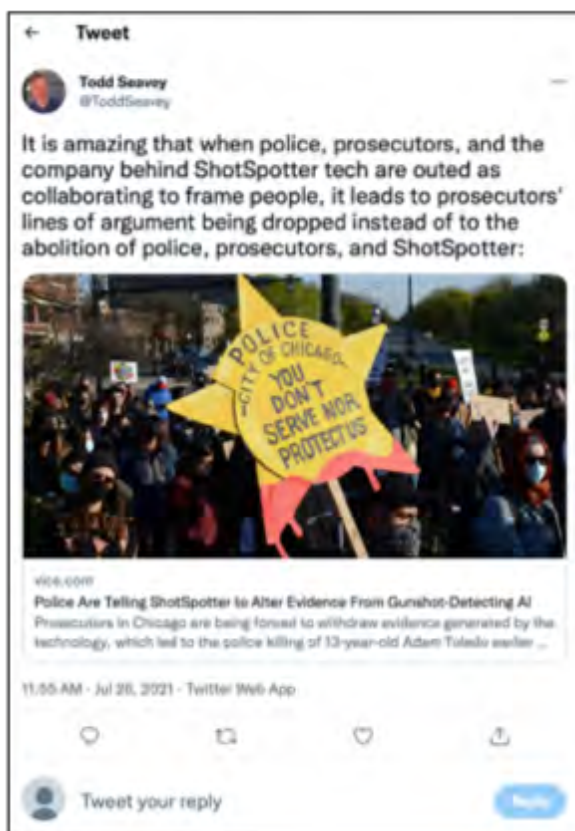 Tweet
Todd Seavey
@ToddSeavey
It is amazing that when police, prosecutors, and the
company behind ShotSpotter tech are outed as
collaborating to frame people, it leads to prosecutors'
lines of argument being dropped instead of to the
abolition of police, prosecutors, and ShotSpotter:
POLICE
-CITY OF CHICAGO-
YOU
DON'T
SERVE NOR
PROTECT US
vice.com
Police Are Telling ShotSpotter to Alter Evidence From Gunshot-Detecting AI
Prosecutors in Chicago are being forced to withdraw evidence generated by the
technology, which led to the police killing of 13-year-old Adam Toledo earlier ...
11:55 AM · Jul 26, 2021 · Twitter Web App
Tweet your reply
Reply